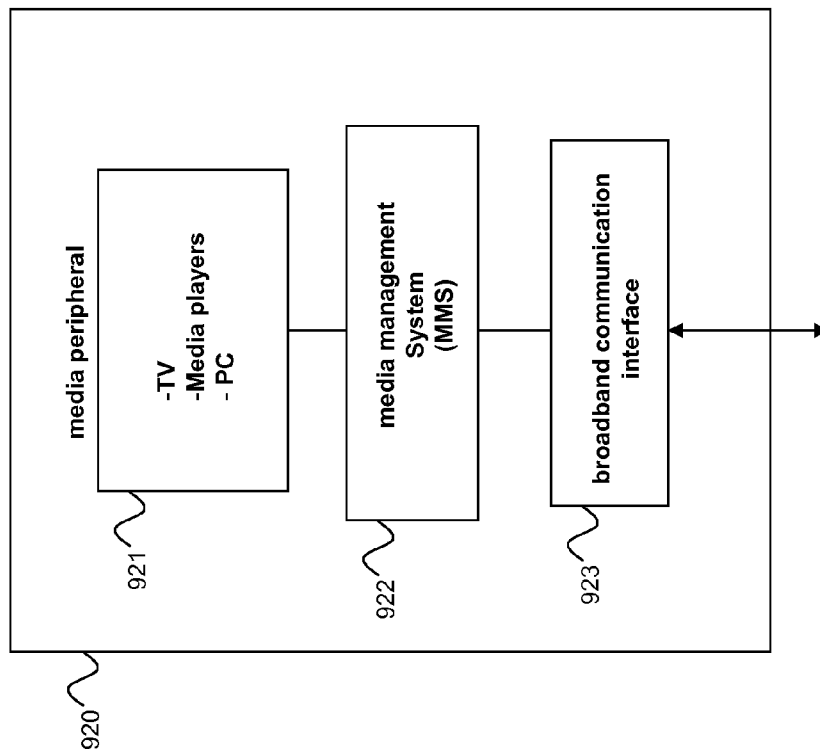 media peripheral
-TV
-Media players
- PC
media management
System
(MMS)
broadband communication
interface
921
922
923
920